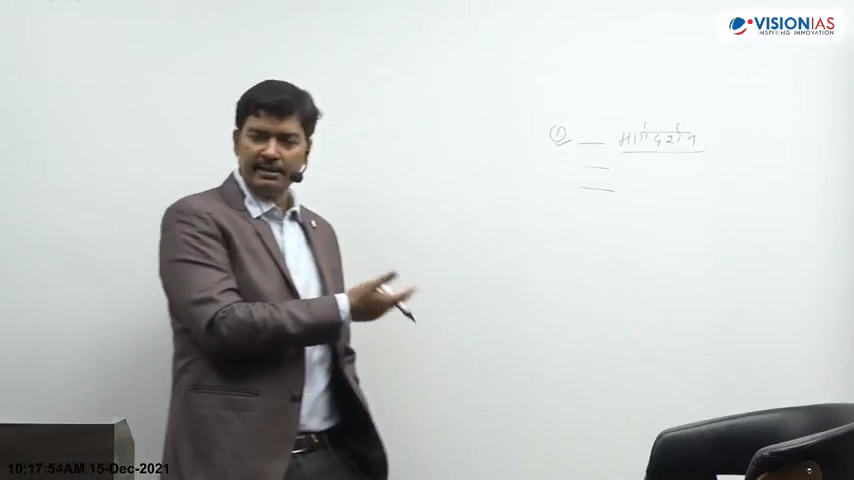 VISIONIAS
INSPIRING INNOVATION
① — मार्गदर्शन
10:17:54AM 15-Dec-2021